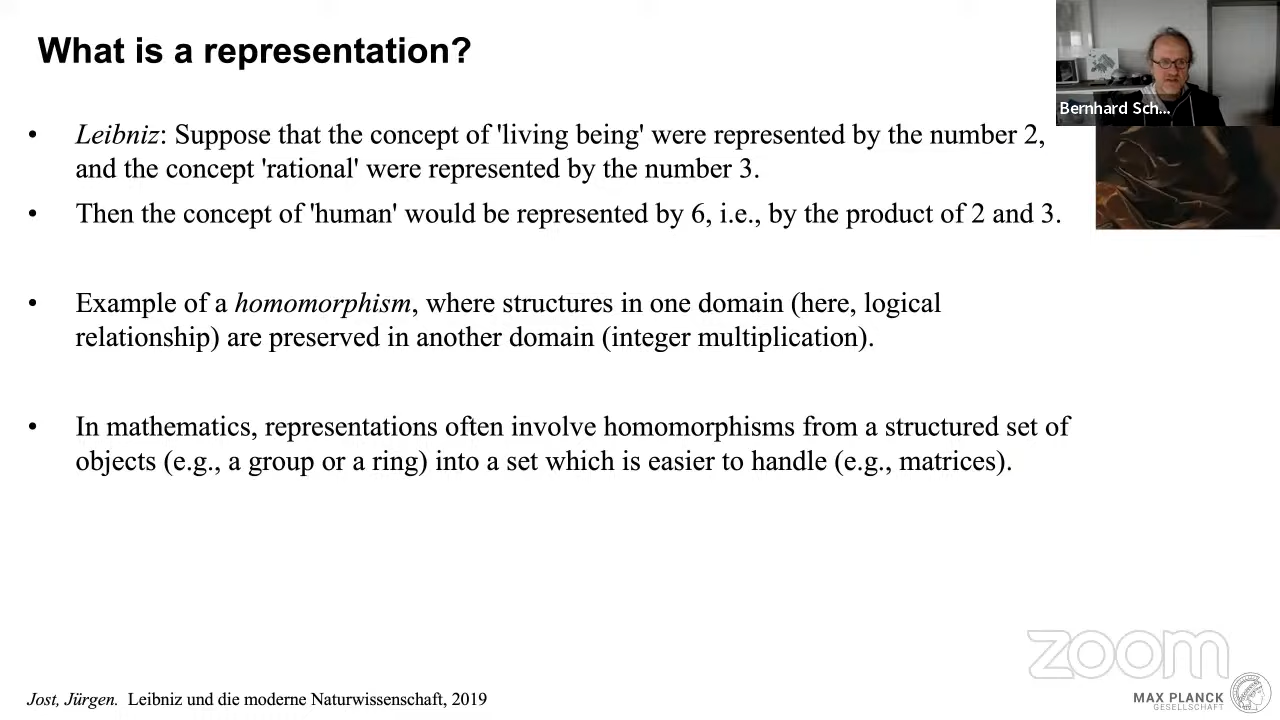 What is a representation?
Bernhard Sch...
• Leibniz: Suppose that the concept of 'living being' were represented by the number 2,
and the concept 'rational' were represented by the number 3.
• Then the concept of 'human' would be represented by 6, i.e., by the product of 2 and 3.
• Example of a homomorphism, where structures in one domain (here, logical
relationship) are preserved in another domain (integer multiplication).
• In mathematics, representations often involve homomorphisms from a structured set of
objects (e.g., a group or a ring) into a set which is easier to handle (e.g., matrices).
zoom
Jost, Jürgen. Leibniz und die moderne Naturwissenschaft, 2019
MAX PLANCK
GESELLSCHAFT